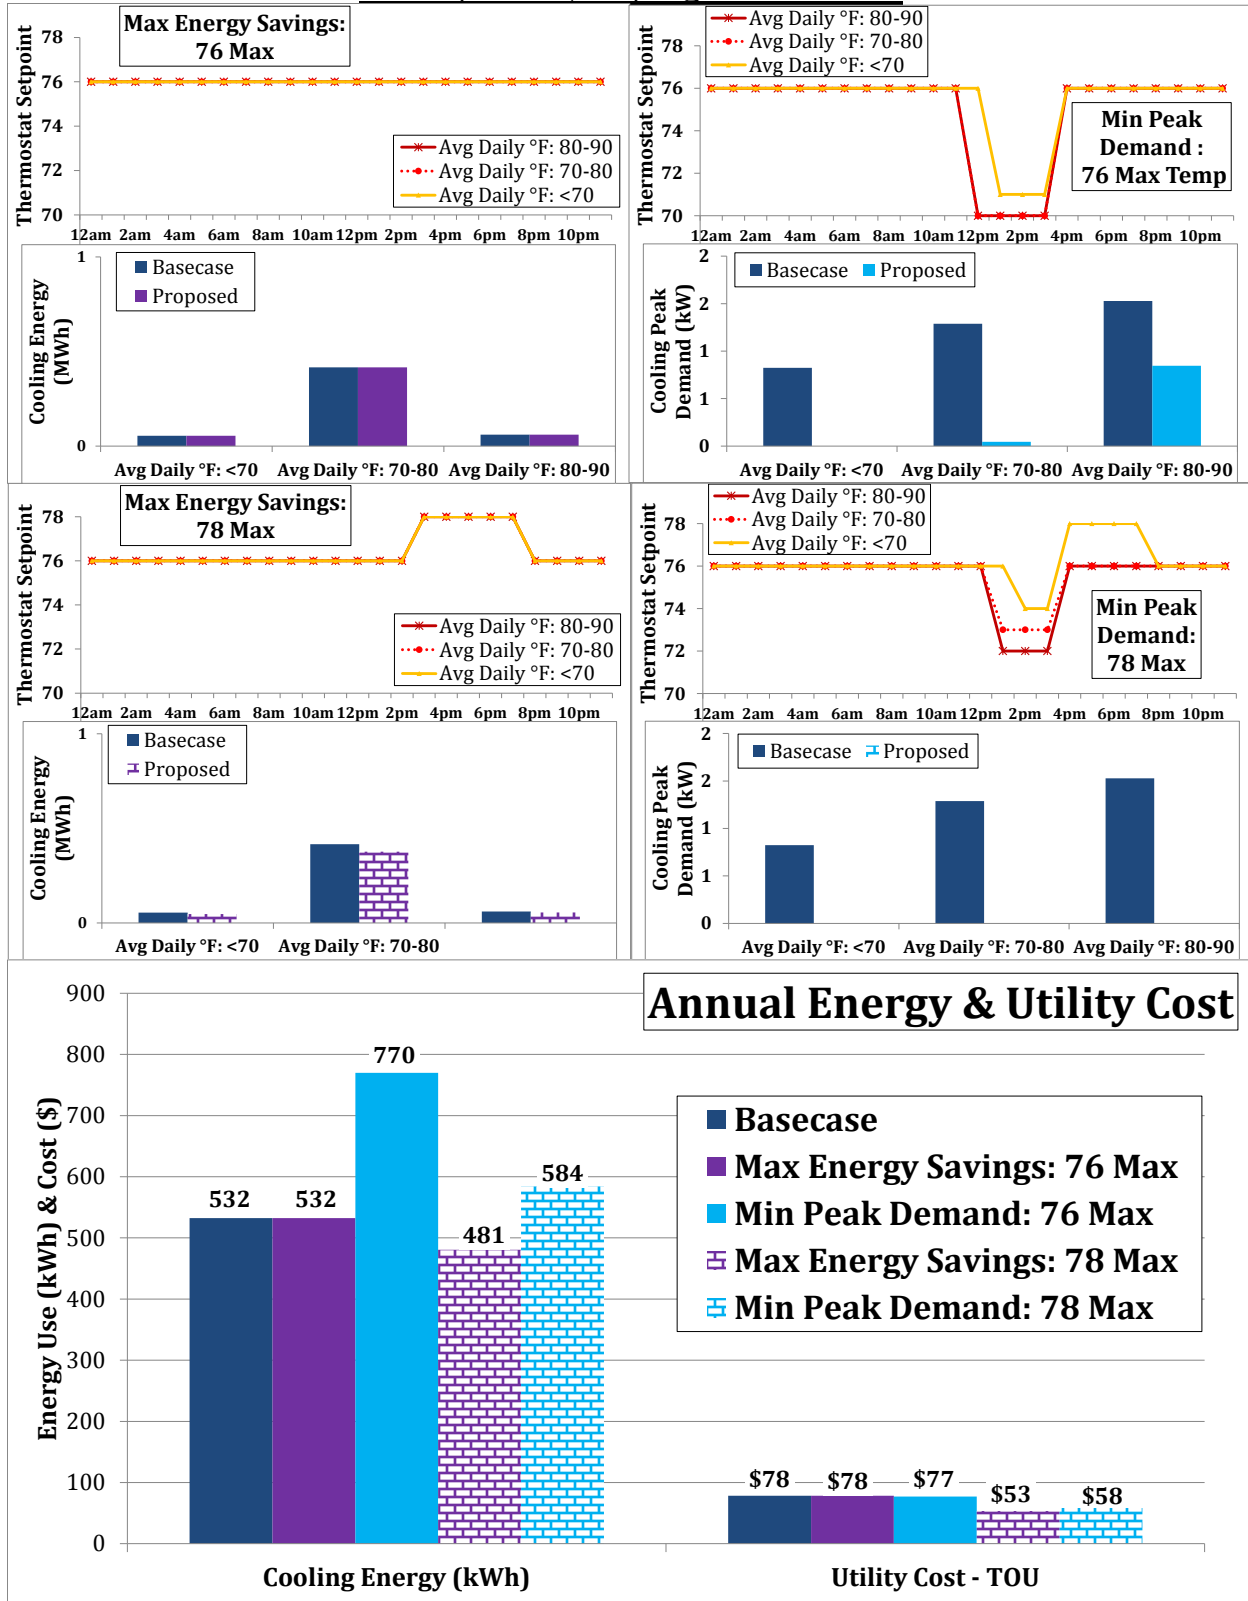 Max Energy Savings:
76 Max
Thermostat Setpoint
78
76
74
72
70
Avg Daily °F: 80-90
Avg Daily °F: 70-80
Avg Daily °F: <70
12am 2am 4am 6am 8am 10am 12pm 2pm 4pm 6pm 8pm 10pm
Avg Daily °F: 80-90
Avg Daily °F: 70-80
Avg Daily °F: <70
Thermostat Setpoint
78
76
74
72
70
Min Peak
Demand :
76 Max Temp
12am 2am 4am 6am 8am 10am 12pm 2pm 4pm 6pm 8pm 10pm
Cooling Energy
(MWh)
1
0
Basecase
Proposed
Avg Daily °F: <70 Avg Daily °F: 70-80 Avg Daily °F: 80-90
Cooling Peak
Demand (kW)
2
2
1
1
0
Basecase Proposed
Avg Daily °F: <70 Avg Daily °F: 70-80 Avg Daily °F: 80-90
Max Energy Savings:
78 Max
Thermostat Setpoint
78
76
74
72
70
Avg Daily °F: 80-90
Avg Daily °F: 70-80
Avg Daily °F: <70
12am 2am 4am 6am 8am 10am 12pm 2pm 4pm 6pm 8pm 10pm
Avg Daily °F: 80-90
Avg Daily °F: 70-80
Avg Daily °F: <70
Thermostat Setpoint
78
76
74
72
70
Min Peak
Demand:
78 Max
12am 2am 4am 6am 8am 10am 12pm 2pm 4pm 6pm 8pm 10pm
Cooling Energy
(MWh)
1
0
Basecase
Proposed
Avg Daily °F: <70 Avg Daily °F: 70-80
Cooling Peak
Demand (kW)
2
2
1
1
0
Basecase Proposed
Avg Daily °F: <70 Avg Daily °F: 70-80 Avg Daily °F: 80-90
Annual Energy & Utility Cost
Energy Use (kWh) & Cost ($)
900
800
700
600
500
400
300
200
100
0
532 532 770 481 584
$78 $78 $77 $53 $58
Basecase
Max Energy Savings: 76 Max
Min Peak Demand: 76 Max
Max Energy Savings: 78 Max
Min Peak Demand: 78 Max
Cooling Energy (kWh) Utility Cost - TOU